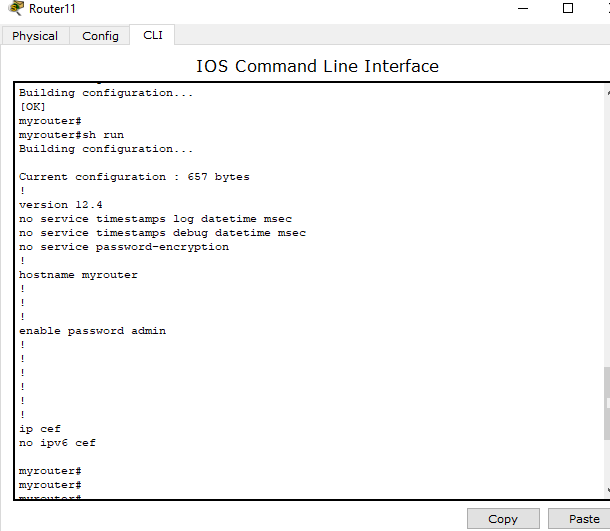 Router11
Physical Config CLI
IOS Command Line Interface
Building configuration...
[OK]
myrouter#
myrouter#sh run
Building configuration...
Current configuration : 657 bytes
!
version 12.4
no service timestamps log datetime msec
no service timestamps debug datetime msec
no service password-encryption
!
hostname myrouter
!
!
!
enable password admin
!
!
!
!
!
!
ip cef
no ipv6 cef
myrouter#
myrouter#
myrouter#
Copy Paste